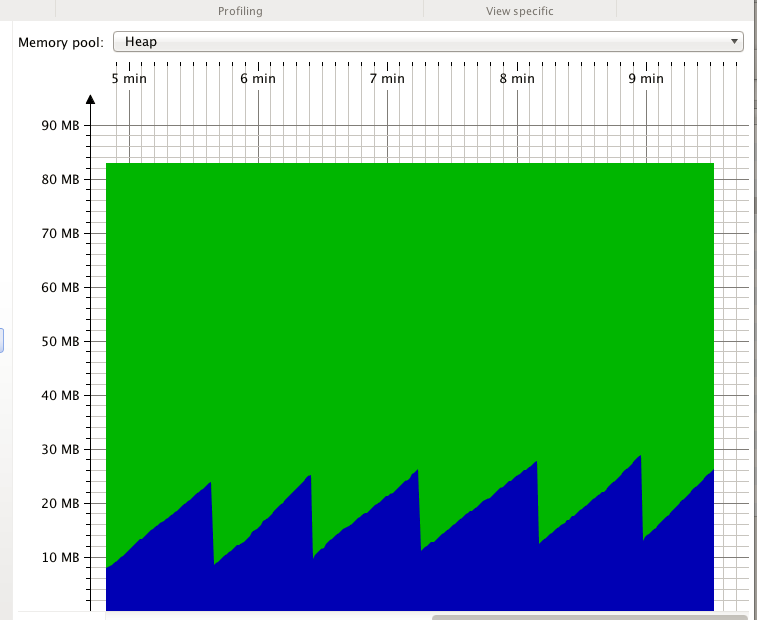 Profiling View specific
Memory pool: Heap
5 min 6 min 7 min 8 min 9 min
90 MB
80 MB
70 MB
60 MB
50 MB
40 MB
30 MB
20 MB
10 MB